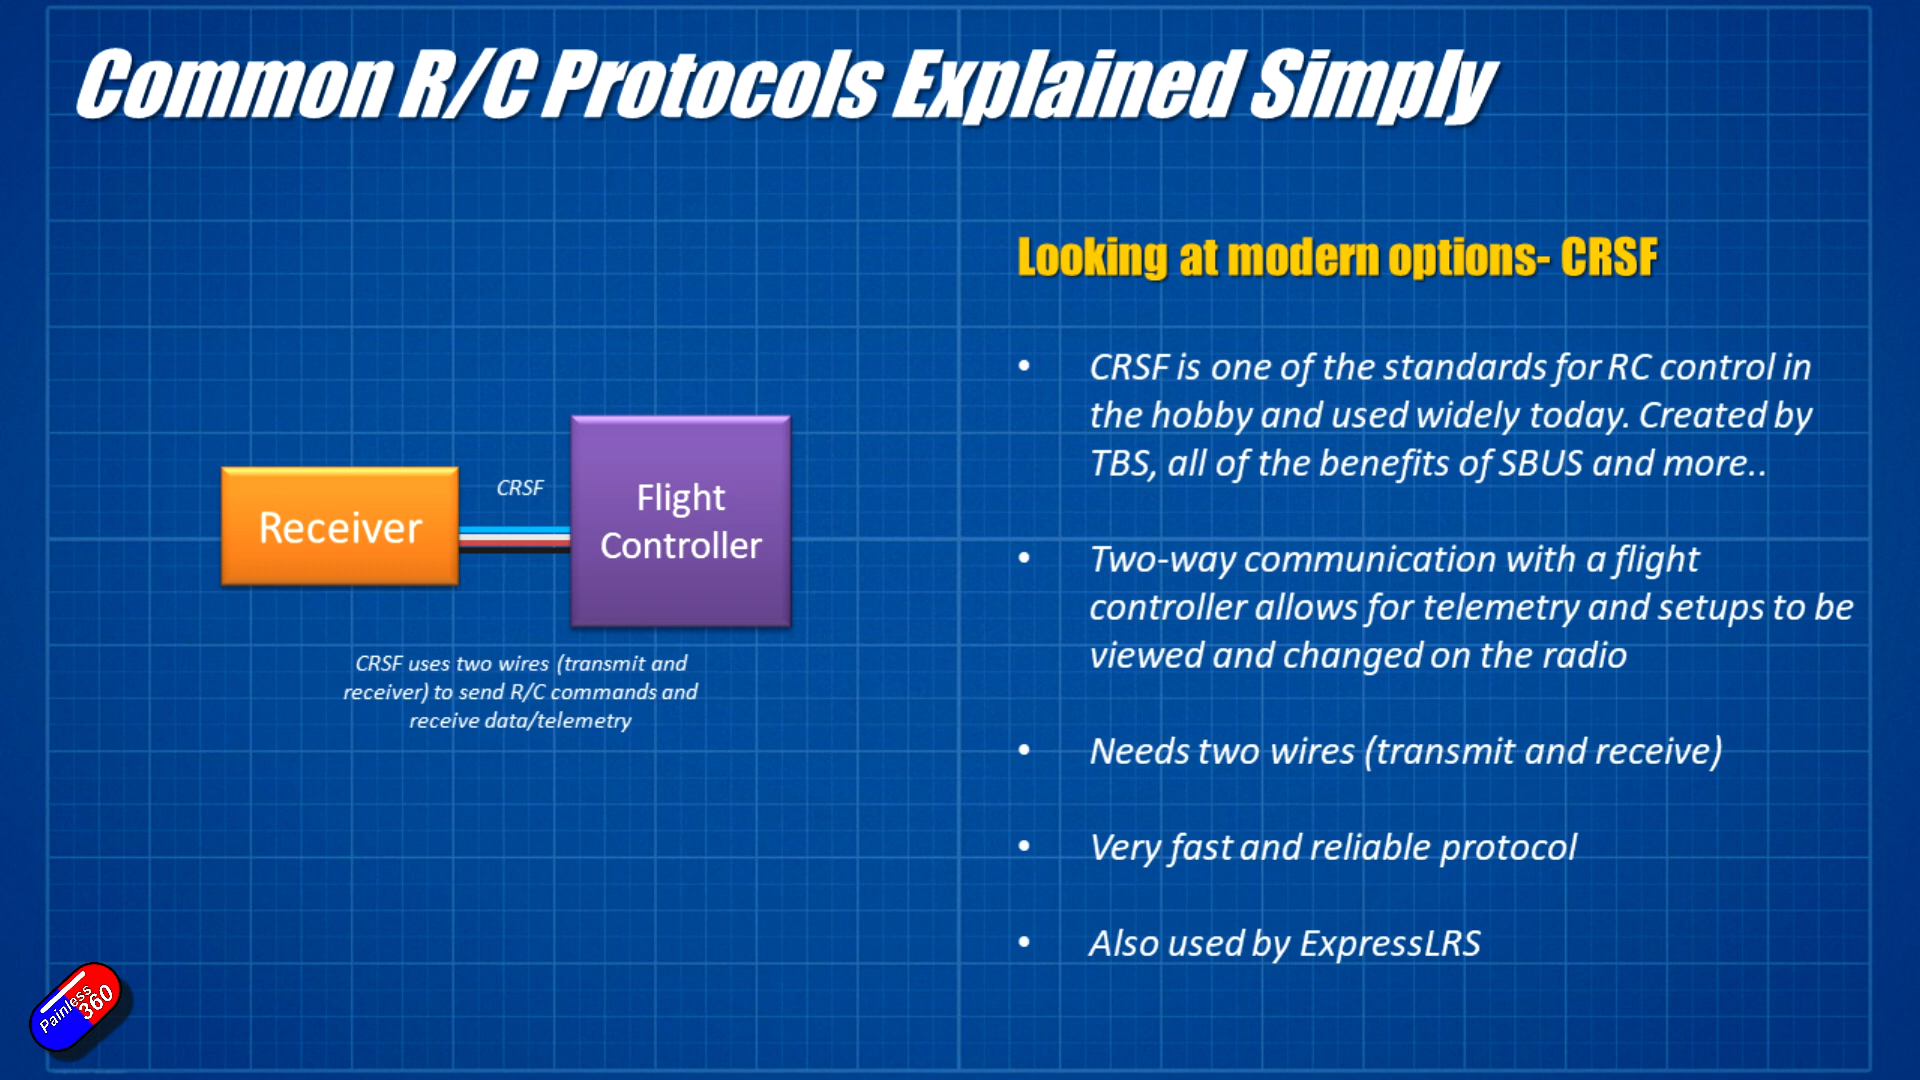 Common R/C Protocols Explained Simply
Looking at modern options- CRSF
• CRSF is one of the standards for RC control in
the hobby and used widely today. Created by
TBS, all of the benefits of SBUS and more..
• Two-way communication with a flight
controller allows for telemetry and setups to be
viewed and changed on the radio
• Needs two wires (transmit and receive)
• Very fast and reliable protocol
• Also used by ExpressLRS
Receiver
CRSF
Flight
Controller
CRSF uses two wires (transmit and
receiver) to send R/C commands and
receive data/telemetry
Painless
360